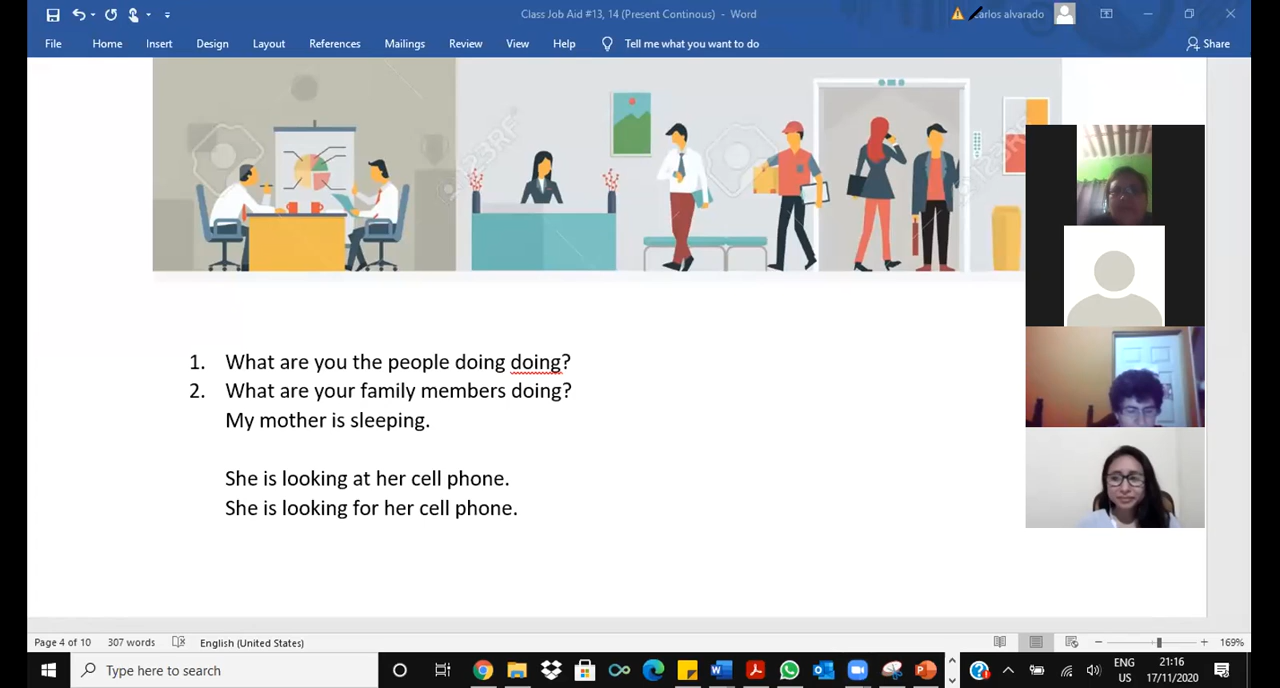 Class Job Aid #13, 14 (Present Continous) - Word
carlos alvarado
File Home Insert Design Layout References Mailings Review View Help Tell me what you want to do Share
123RF
123RF
123RF
1. What are you the people doing doing?
2. What are your family members doing?
My mother is sleeping.
She is looking at her cell phone.
She is looking for her cell phone.
Page 4 of 10 307 words English (United States) 169%
Type here to search
ENG 21:16
US 17/11/2020